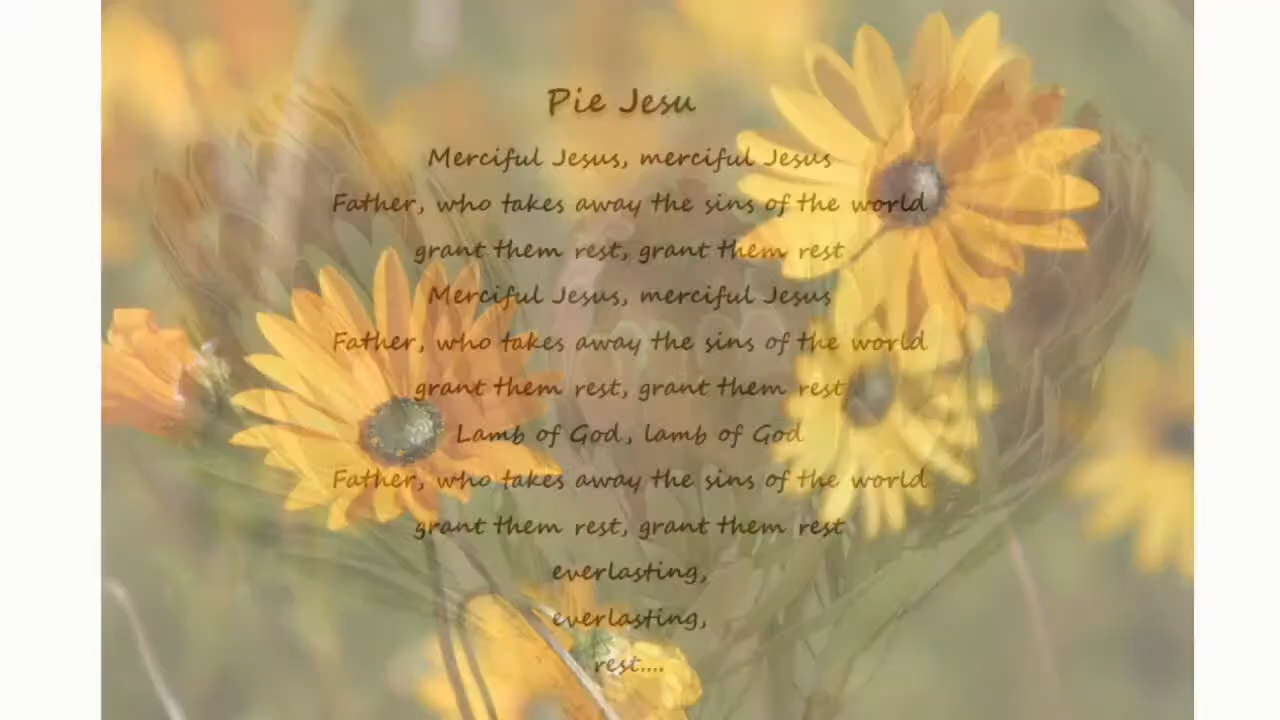 Pie Jesu
Merciful Jesus, merciful Jesus
Father, who takes away the sins of the world
grant them rest, grant them rest
Merciful Jesus, merciful Jesus
Father, who takes away the sins of the world
grant them rest, grant them rest
Lamb of God, lamb of God
Father, who takes away the sins of the world
grant them rest, grant them rest
everlasting,
everlasting,
rest....